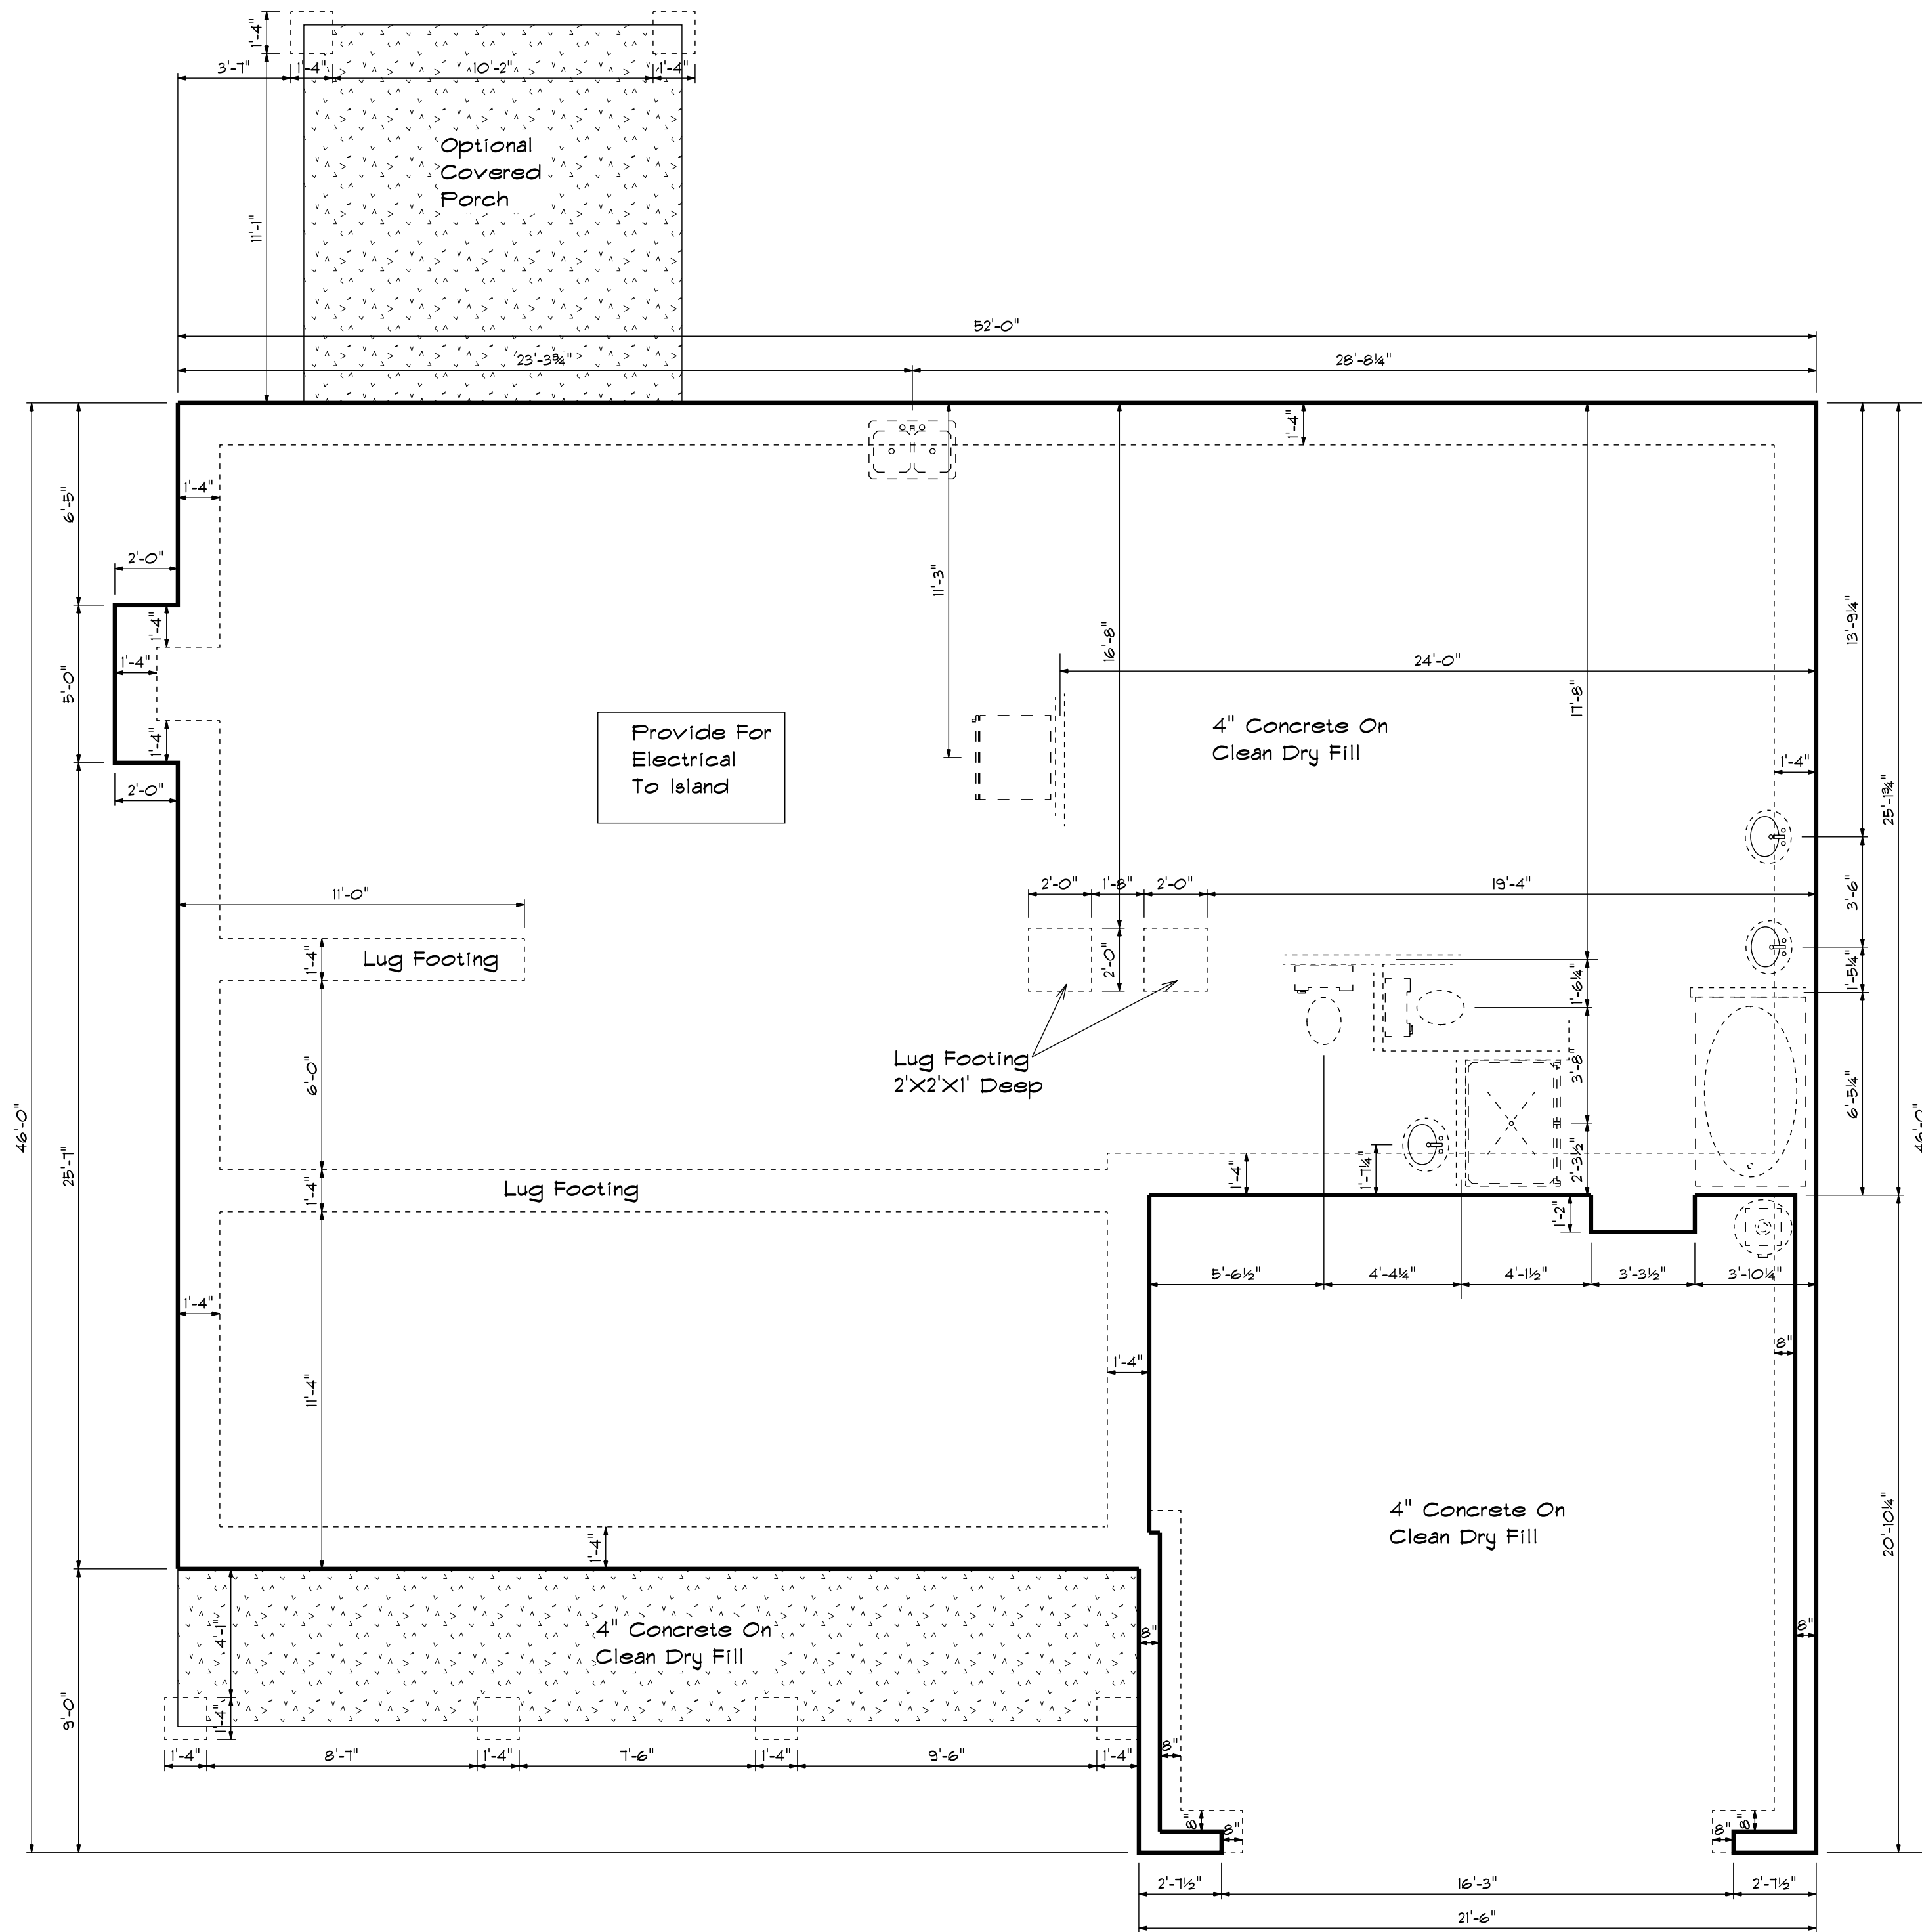 1'-4"
3'-7" 1'-4" 10'-2" 1'-4"
Optional
Covered
Porch
11'-1"
52'-0"
23'-3¾" 28'-8¼"
1'-4"
6'-5"
1'-4"
2'-0"
1'-4"
1'-4"
5'-0"
1'-4"
2'-0"
11'-3"
16'-8"
24'-0"
17'-8"
13'-9¼"
25'-1¾"
1'-4"
Provide For
Electrical
To Island
4" Concrete On
Clean Dry Fill
11'-0"
2'-0" 1'-8" 2'-0" 19'-4"
3'-6"
1'-4"
Lug Footing
2'-0"
1'-6¼"
1'-5¼"
Lug Footing
2'X2'X1' Deep
6'-0"
3'-8"
6'-5¼"
46'-0"
25'-7"
46'-0"
1'-4"
Lug Footing
1'-4"
1'-7¼"
2'-3½"
1'-2"
5'-6½" 4'-4¼" 4'-1½" 3'-3½" 3'-10¼"
1'-4"
11'-4"
1'-4"
8"
4" Concrete On
Clean Dry Fill
20'-10¼"
1'-4"
4'-1"
4" Concrete On
Clean Dry Fill
8"
8"
9'-0"
1'-4"
1'-4" 8'-7" 1'-4" 7'-6" 1'-4" 9'-6" 1'-4"
8"
8"
8"
8"
8"
2'-7½" 16'-3" 2'-7½"
21'-6"